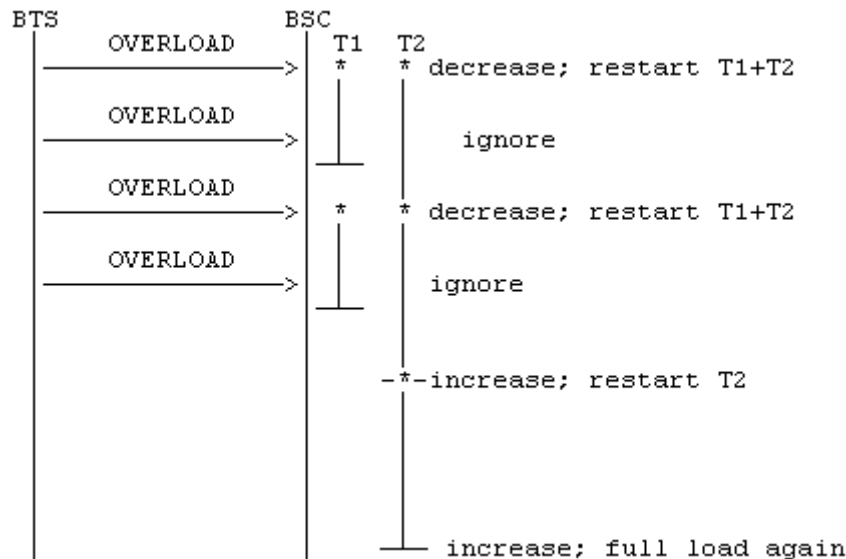 BTS BSC
OVERLOAD T1 T2
* * decrease; restart T1+T2
OVERLOAD
ignore
OVERLOAD
* * decrease; restart T1+T2
OVERLOAD
ignore
-*-increase; restart T2
increase; full load again